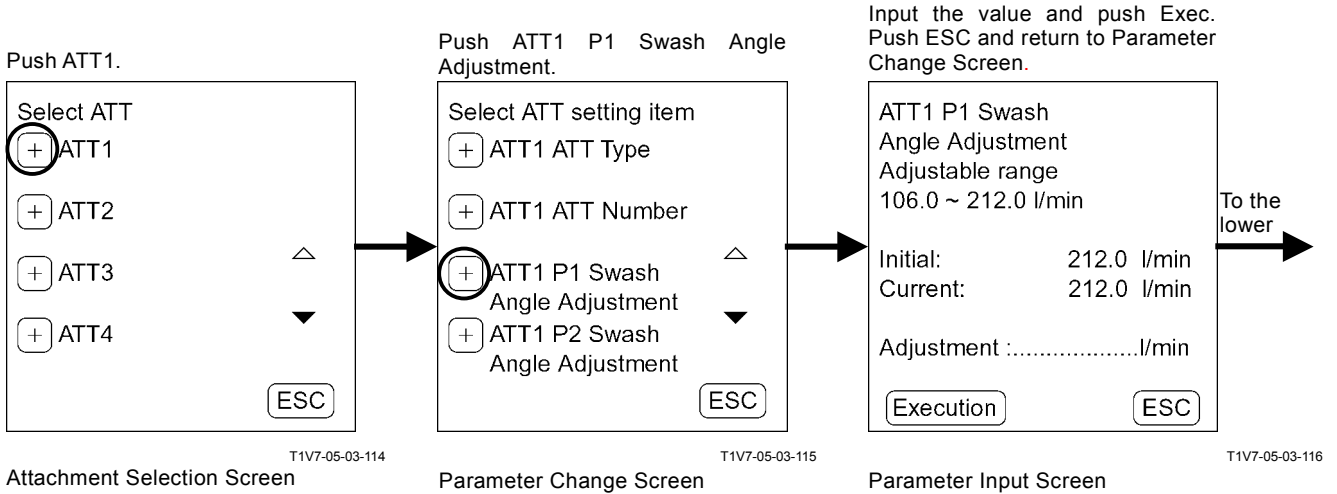 Push ATT1.
Select ATT
+ ATT1
+ ATT2
+ ATT3
+ ATT4
ESC
T1V7-05-03-114
Attachment Selection Screen
Push ATT1 P1 Swash Angle
Adjustment.
Select ATT setting item
+ ATT1 ATT Type
+ ATT1 ATT Number
+ ATT1 P1 Swash
Angle Adjustment
+ ATT1 P2 Swash
Angle Adjustment
ESC
T1V7-05-03-115
Parameter Change Screen
Input the value and push Exec.
Push ESC and return to Parameter
Change Screen.
ATT1 P1 Swash
Angle Adjustment
Adjustable range
106.0 ~ 212.0 l/min
Initial: 212.0 l/min
Current: 212.0 l/min
Adjustment :...................l/min
Execution ESC
T1V7-05-03-116
Parameter Input Screen
To the
lower